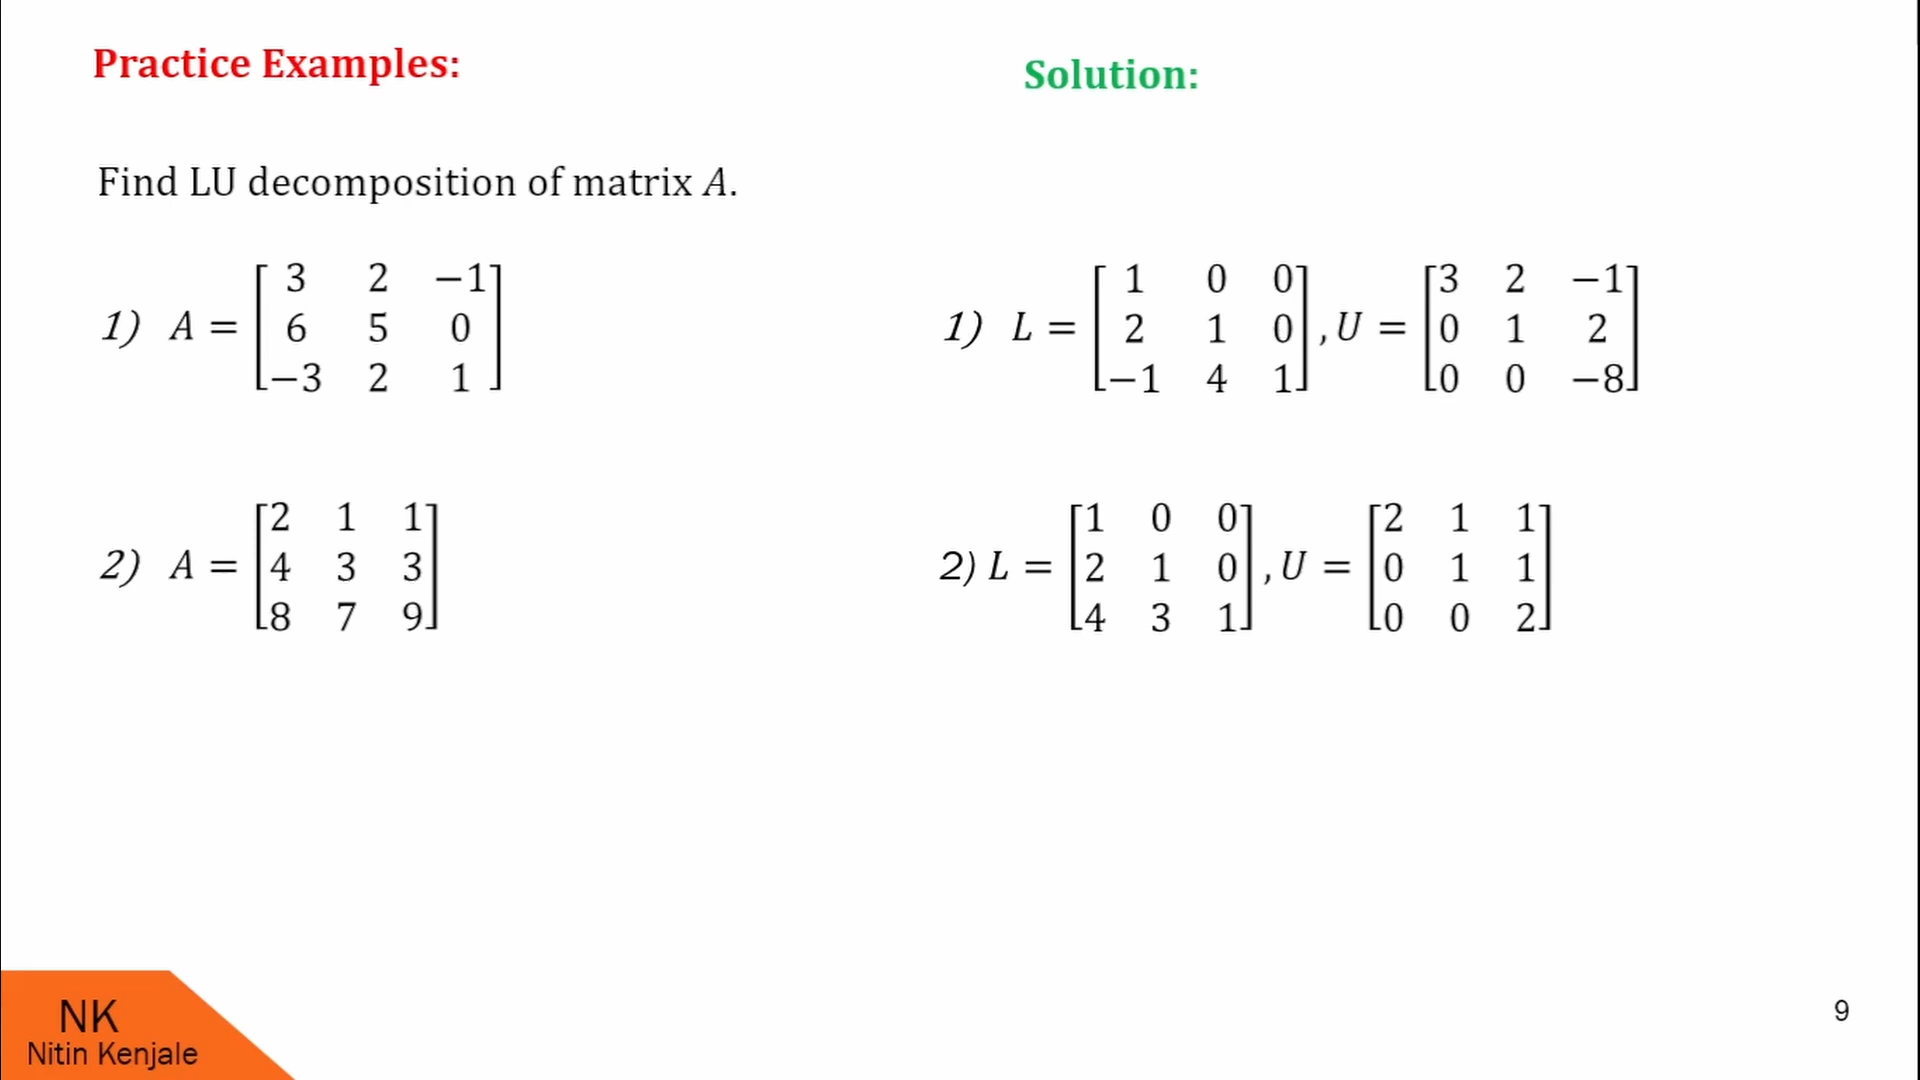 Practice Examples:
Solution:
Find LU decomposition of matrix A.
1) A = [3 2 −1
6 5 0
−3 2 1]
1) L = [1 0 0
2 1 0
−1 4 1] , U = [3 2 −1
0 1 2
0 0 −8]
2) A = [2 1 1
4 3 3
8 7 9]
2) L = [1 0 0
2 1 0
4 3 1] , U = [2 1 1
0 1 1
0 0 2]
NK
Nitin Kenjale
9